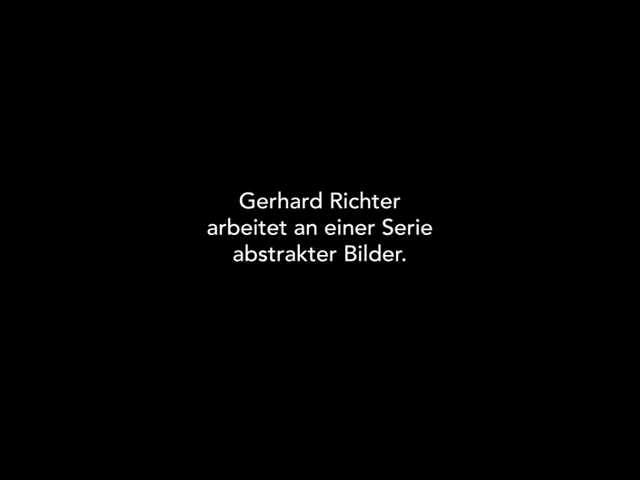 Gerhard Richter
arbeitet an einer Serie
abstrakter Bilder.